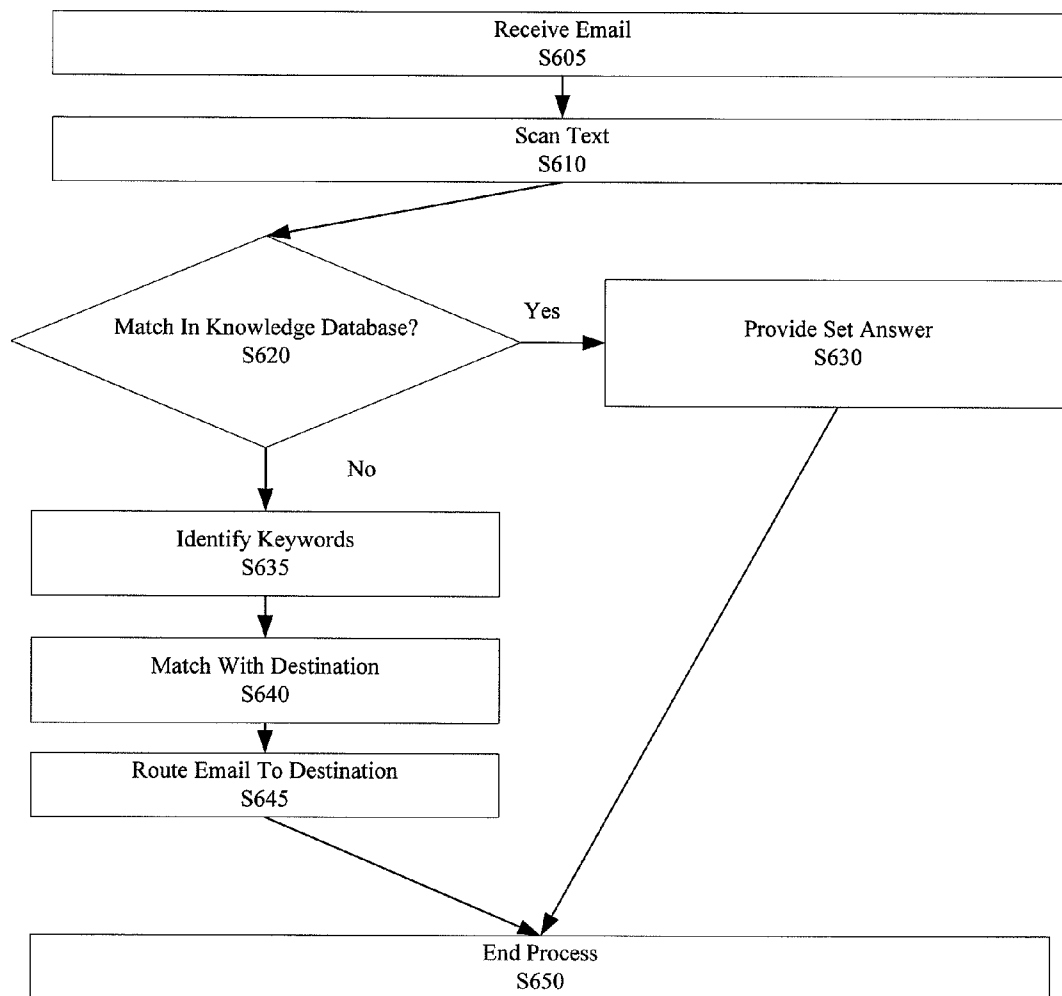 Receive Email
S605
Scan Text
S610
Match In Knowledge Database?
S620
Yes
Provide Set Answer
S630
No
Identify Keywords
S635
Match With Destination
S640
Route Email To Destination
S645
End Process
S650